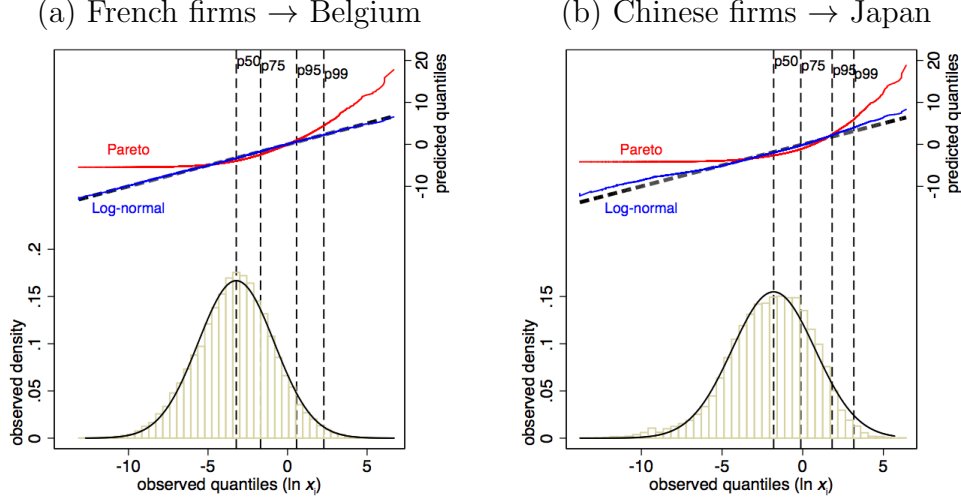 (a) French firms → Belgium
p50
p75
p95
p99
20
10
0
-10
predicted quantiles
Pareto
Log-normal
.2
.15
.1
.05
0
observed density
-10
-5
0
5
observed quantiles (ln xᵢ)
(b) Chinese firms → Japan
p50
p75
p95
p99
20
10
0
-10
predicted quantiles
Pareto
Log-normal
.15
.1
.05
0
observed density
-10
-5
0
5
observed quantiles (ln xᵢ)